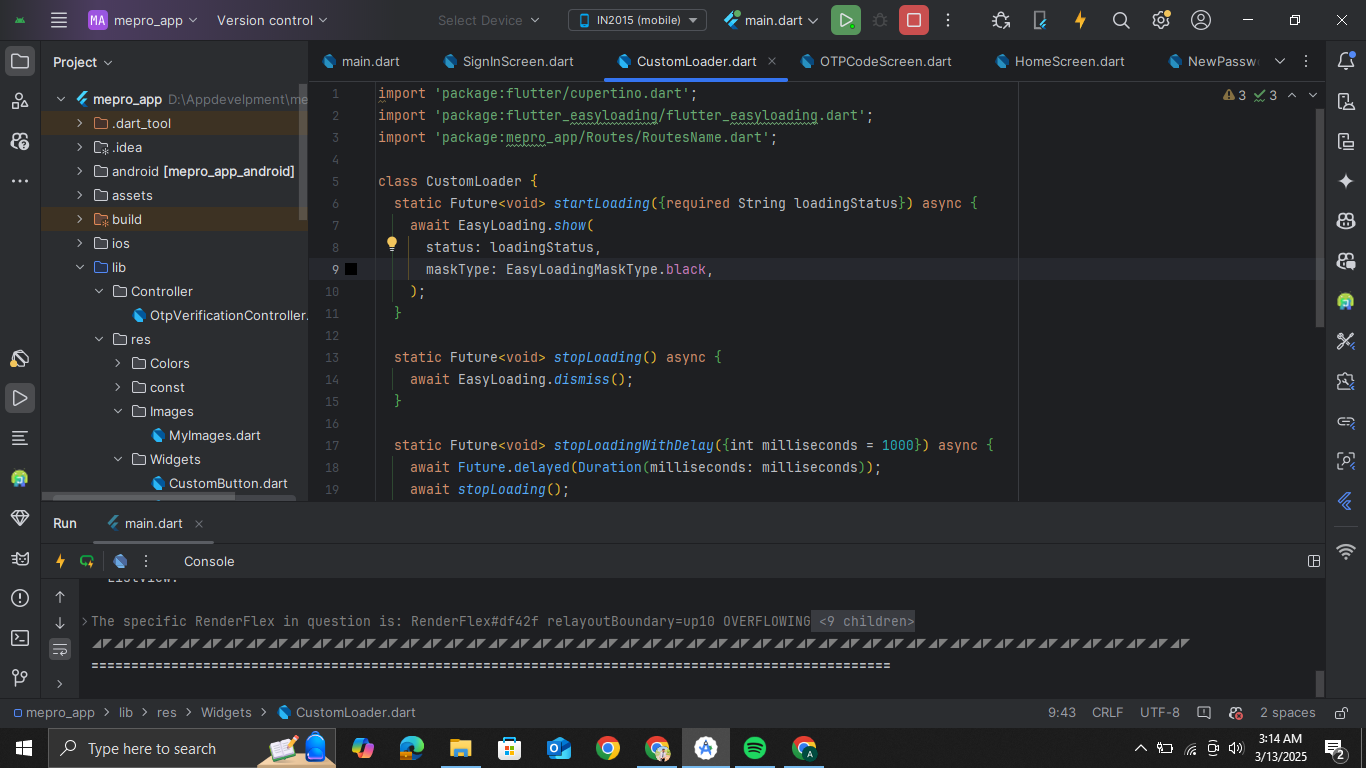 MA mepro_app Version control Select Device IN2015 (mobile) main.dart
Project
main.dart SignInScreen.dart CustomLoader.dart OTPCodeScreen.dart HomeScreen.dart NewPassw
mepro_app D:\Appdevelpment\me
.dart_tool
.idea
android [mepro_app_android]
assets
build
ios
lib
Controller
OtpVerificationController.
res
Colors
const
Images
MyImages.dart
Widgets
CustomButton.dart
3 3
1 import 'package:flutter/cupertino.dart';
2 import 'package:flutter_easyloading/flutter_easyloading.dart';
3 import 'package:mepro_app/Routes/RoutesName.dart';
4
5 class CustomLoader {
6 static Future<void> startLoading({required String loadingStatus}) async {
7 await EasyLoading.show(
8 status: loadingStatus,
9 maskType: EasyLoadingMaskType.black,
10 );
11 }
12
13 static Future<void> stopLoading() async {
14 await EasyLoading.dismiss();
15 }
16
17 static Future<void> stopLoadingWithDelay({int milliseconds = 1000}) async {
18 await Future.delayed(Duration(milliseconds: milliseconds));
19 await stopLoading();
Run main.dart
Console
ListView.
The specific RenderFlex in question is: RenderFlex#df42f relayoutBoundary=up10 OVERFLOWING <9 children>
◢◤◢◤◢◤◢◤◢◤◢◤◢◤◢◤◢◤◢◤◢◤◢◤◢◤◢◤◢◤◢◤◢◤◢◤◢◤◢◤◢◤◢◤◢◤◢◤◢◤◢◤◢◤◢◤◢◤◢◤◢◤◢◤◢◤◢◤◢◤◢◤◢◤◢◤◢◤◢◤◢◤◢◤◢◤◢◤◢◤◢◤◢◤◢◤◢◤
====================================================================================================
mepro_app > lib > res > Widgets > CustomLoader.dart 9:43 CRLF UTF-8 2 spaces
Type here to search
3:14 AM
3/13/2025
2